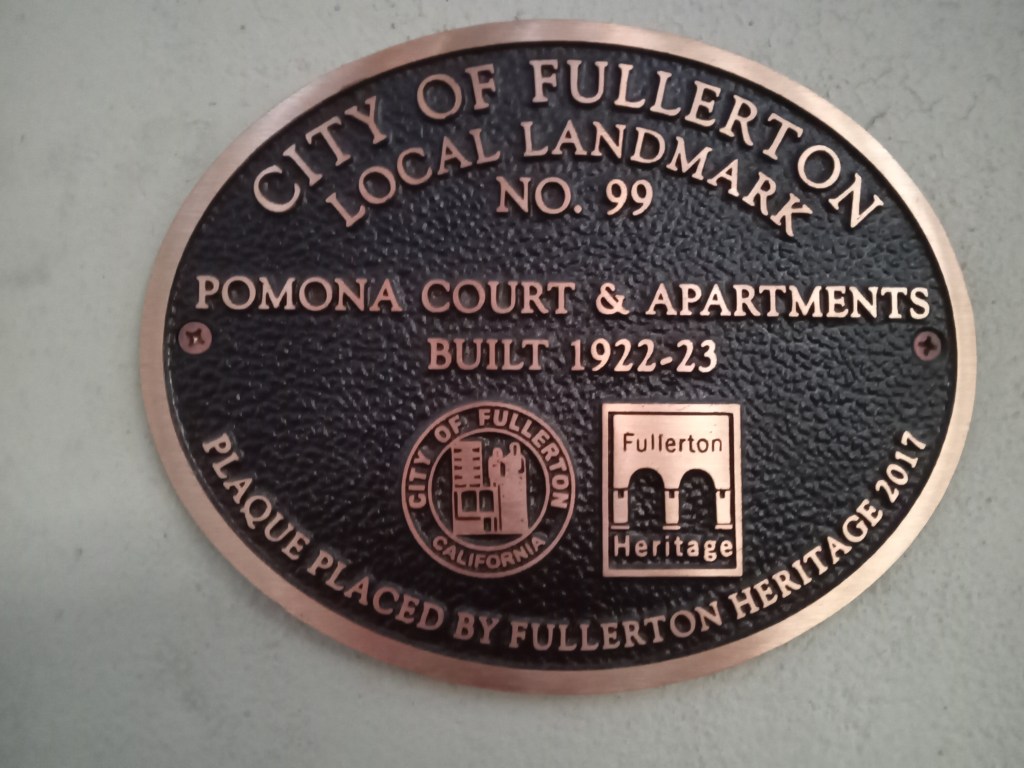 CITY OF FULLERTON
LOCAL LANDMARK
NO. 99
POMONA COURT & APARTMENTS
BUILT 1922-23
CITY OF FULLERTON
CALIFORNIA
Fullerton
Heritage
PLAQUE PLACED BY FULLERTON HERITAGE 2017